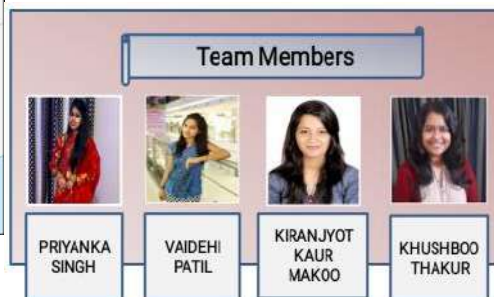 Team Members
PRIYANKA
SINGH
VAIDEHI
PATIL
KIRANJYOT
KAUR
MAKOO
KHUSHBOO
THAKUR